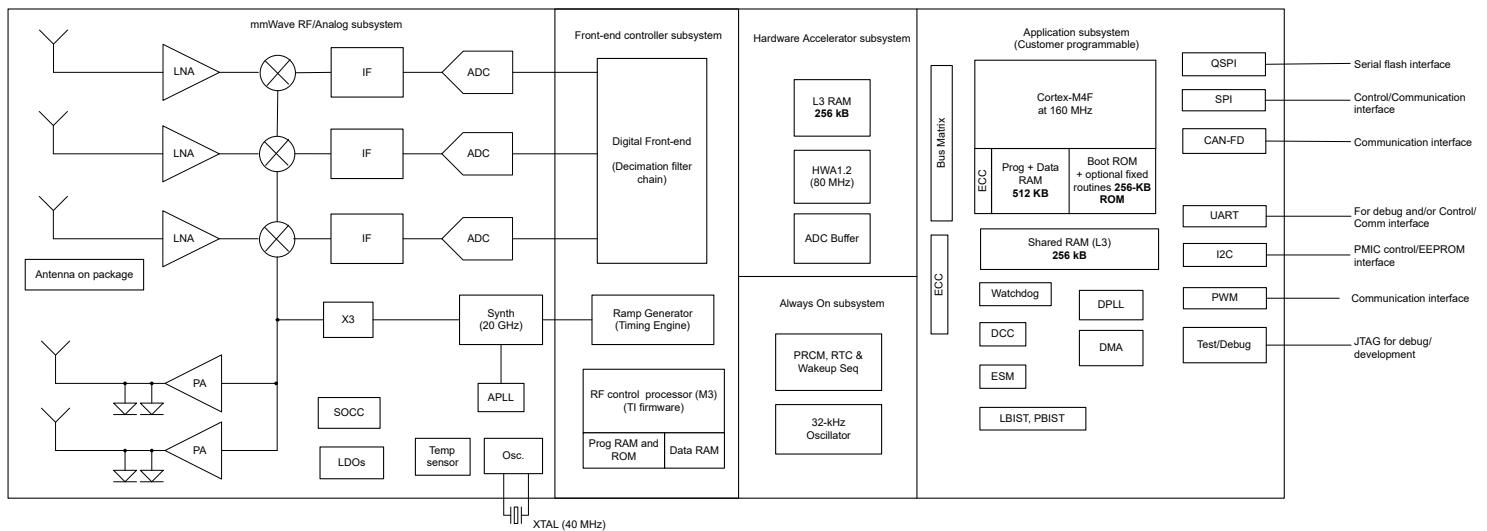 mmWave RF/Analog subsystem
LNA
IF
ADC
LNA
IF
ADC
LNA
IF
ADC
Antenna on package
X3
Synth
(20 GHz)
PA
APLL
SOCC
PA
LDOs
Temp
sensor
Osc.
XTAL (40 MHz)
Front-end controller subsystem
Digital Front-end
(Decimation filter
chain)
Ramp Generator
(Timing Engine)
RF control processor (M3)
(TI firmware)
Prog RAM and
ROM
Data RAM
Hardware Accelerator subsystem
L3 RAM
256 kB
HWA1.2
(80 MHz)
ADC Buffer
Always On subsystem
PRCM, RTC &
Wakeup Seq
32-kHz
Oscillator
Application subsystem
(Customer programmable)
Bus Matrix
Cortex-M4F
at 160 MHz
ECC
Prog + Data
RAM
512 KB
Boot ROM
+ optional fixed
routines 256-KB
ROM
ECC
Shared RAM (L3)
256 kB
Watchdog
DPLL
DCC
DMA
ESM
LBIST, PBIST
QSPI
Serial flash interface
SPI
Control/Communication
interface
CAN-FD
Communication interface
UART
For debug and/or Control/
Comm interface
I2C
PMIC control/EEPROM
interface
PWM
Communication interface
Test/Debug
JTAG for debug/
development